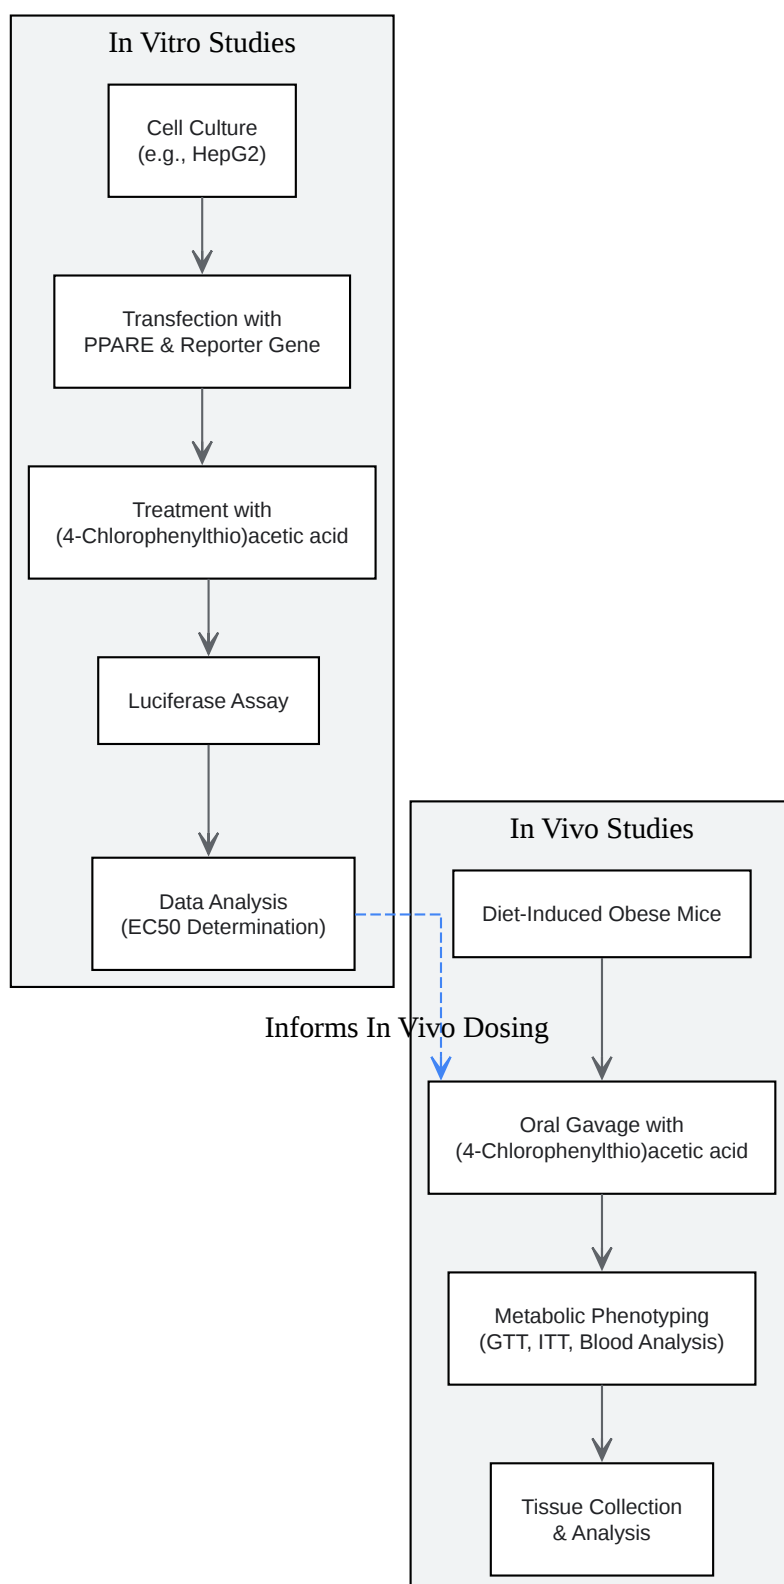 In Vitro Studies
Cell Culture
(e.g., HepG2)
Transfection with
PPARE & Reporter Gene
Treatment with
(4-Chlorophenylthio)acetic acid
Luciferase Assay
Data Analysis
(EC50 Determination)
In Vivo Studies
Diet-Induced Obese Mice
Informs In Vivo Dosing
Oral Gavage with
(4-Chlorophenylthio)acetic acid
Metabolic Phenotyping
(GTT, ITT, Blood Analysis)
Tissue Collection
& Analysis